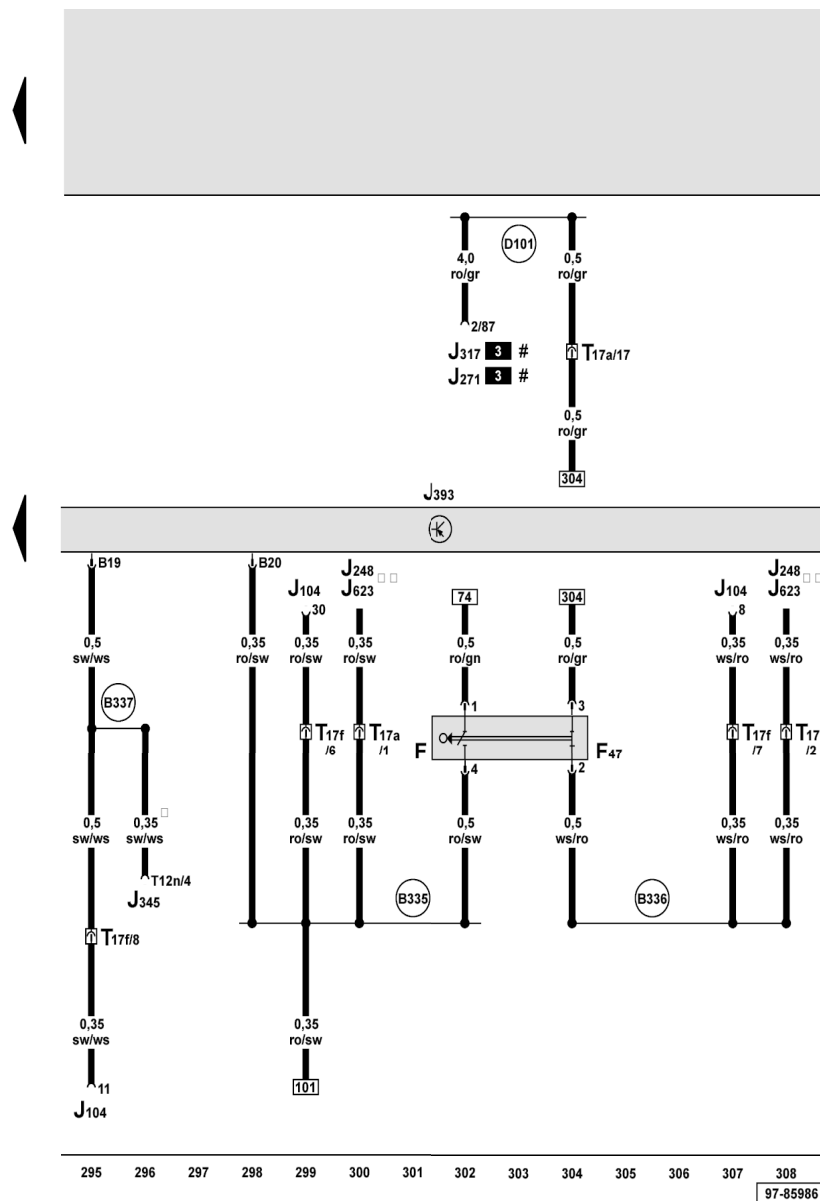 D101
4,0 0,5
ro/gr ro/gr
2/87
J317 3 # T17a/17
J271 3 #
0,5
ro/gr
304
J393
B19 B20 J248 J248
J104 J623 74 304 J104 J623
30 8
0,5 0,35 0,35 0,35 0,5 0,5 0,35 0,35
sw/ws ro/sw ro/sw ro/sw ro/gn ro/gr ws/ro ws/ro
B337
1 3
T17f T17a T17f T17
/6 /1 F F47 /7 /2
4 2
0,5 0,35 0,35 0,35 0,5 0,5 0,35 0,35
sw/ws sw/ws ro/sw ro/sw ro/sw ws/ro ws/ro ws/ro
T12n/4
J345 B335 B336
T17f/8
0,35 0,35
sw/ws ro/sw
11 101
J104
295 296 297 298 299 300 301 302 303 304 305 306 307 308
97-85986